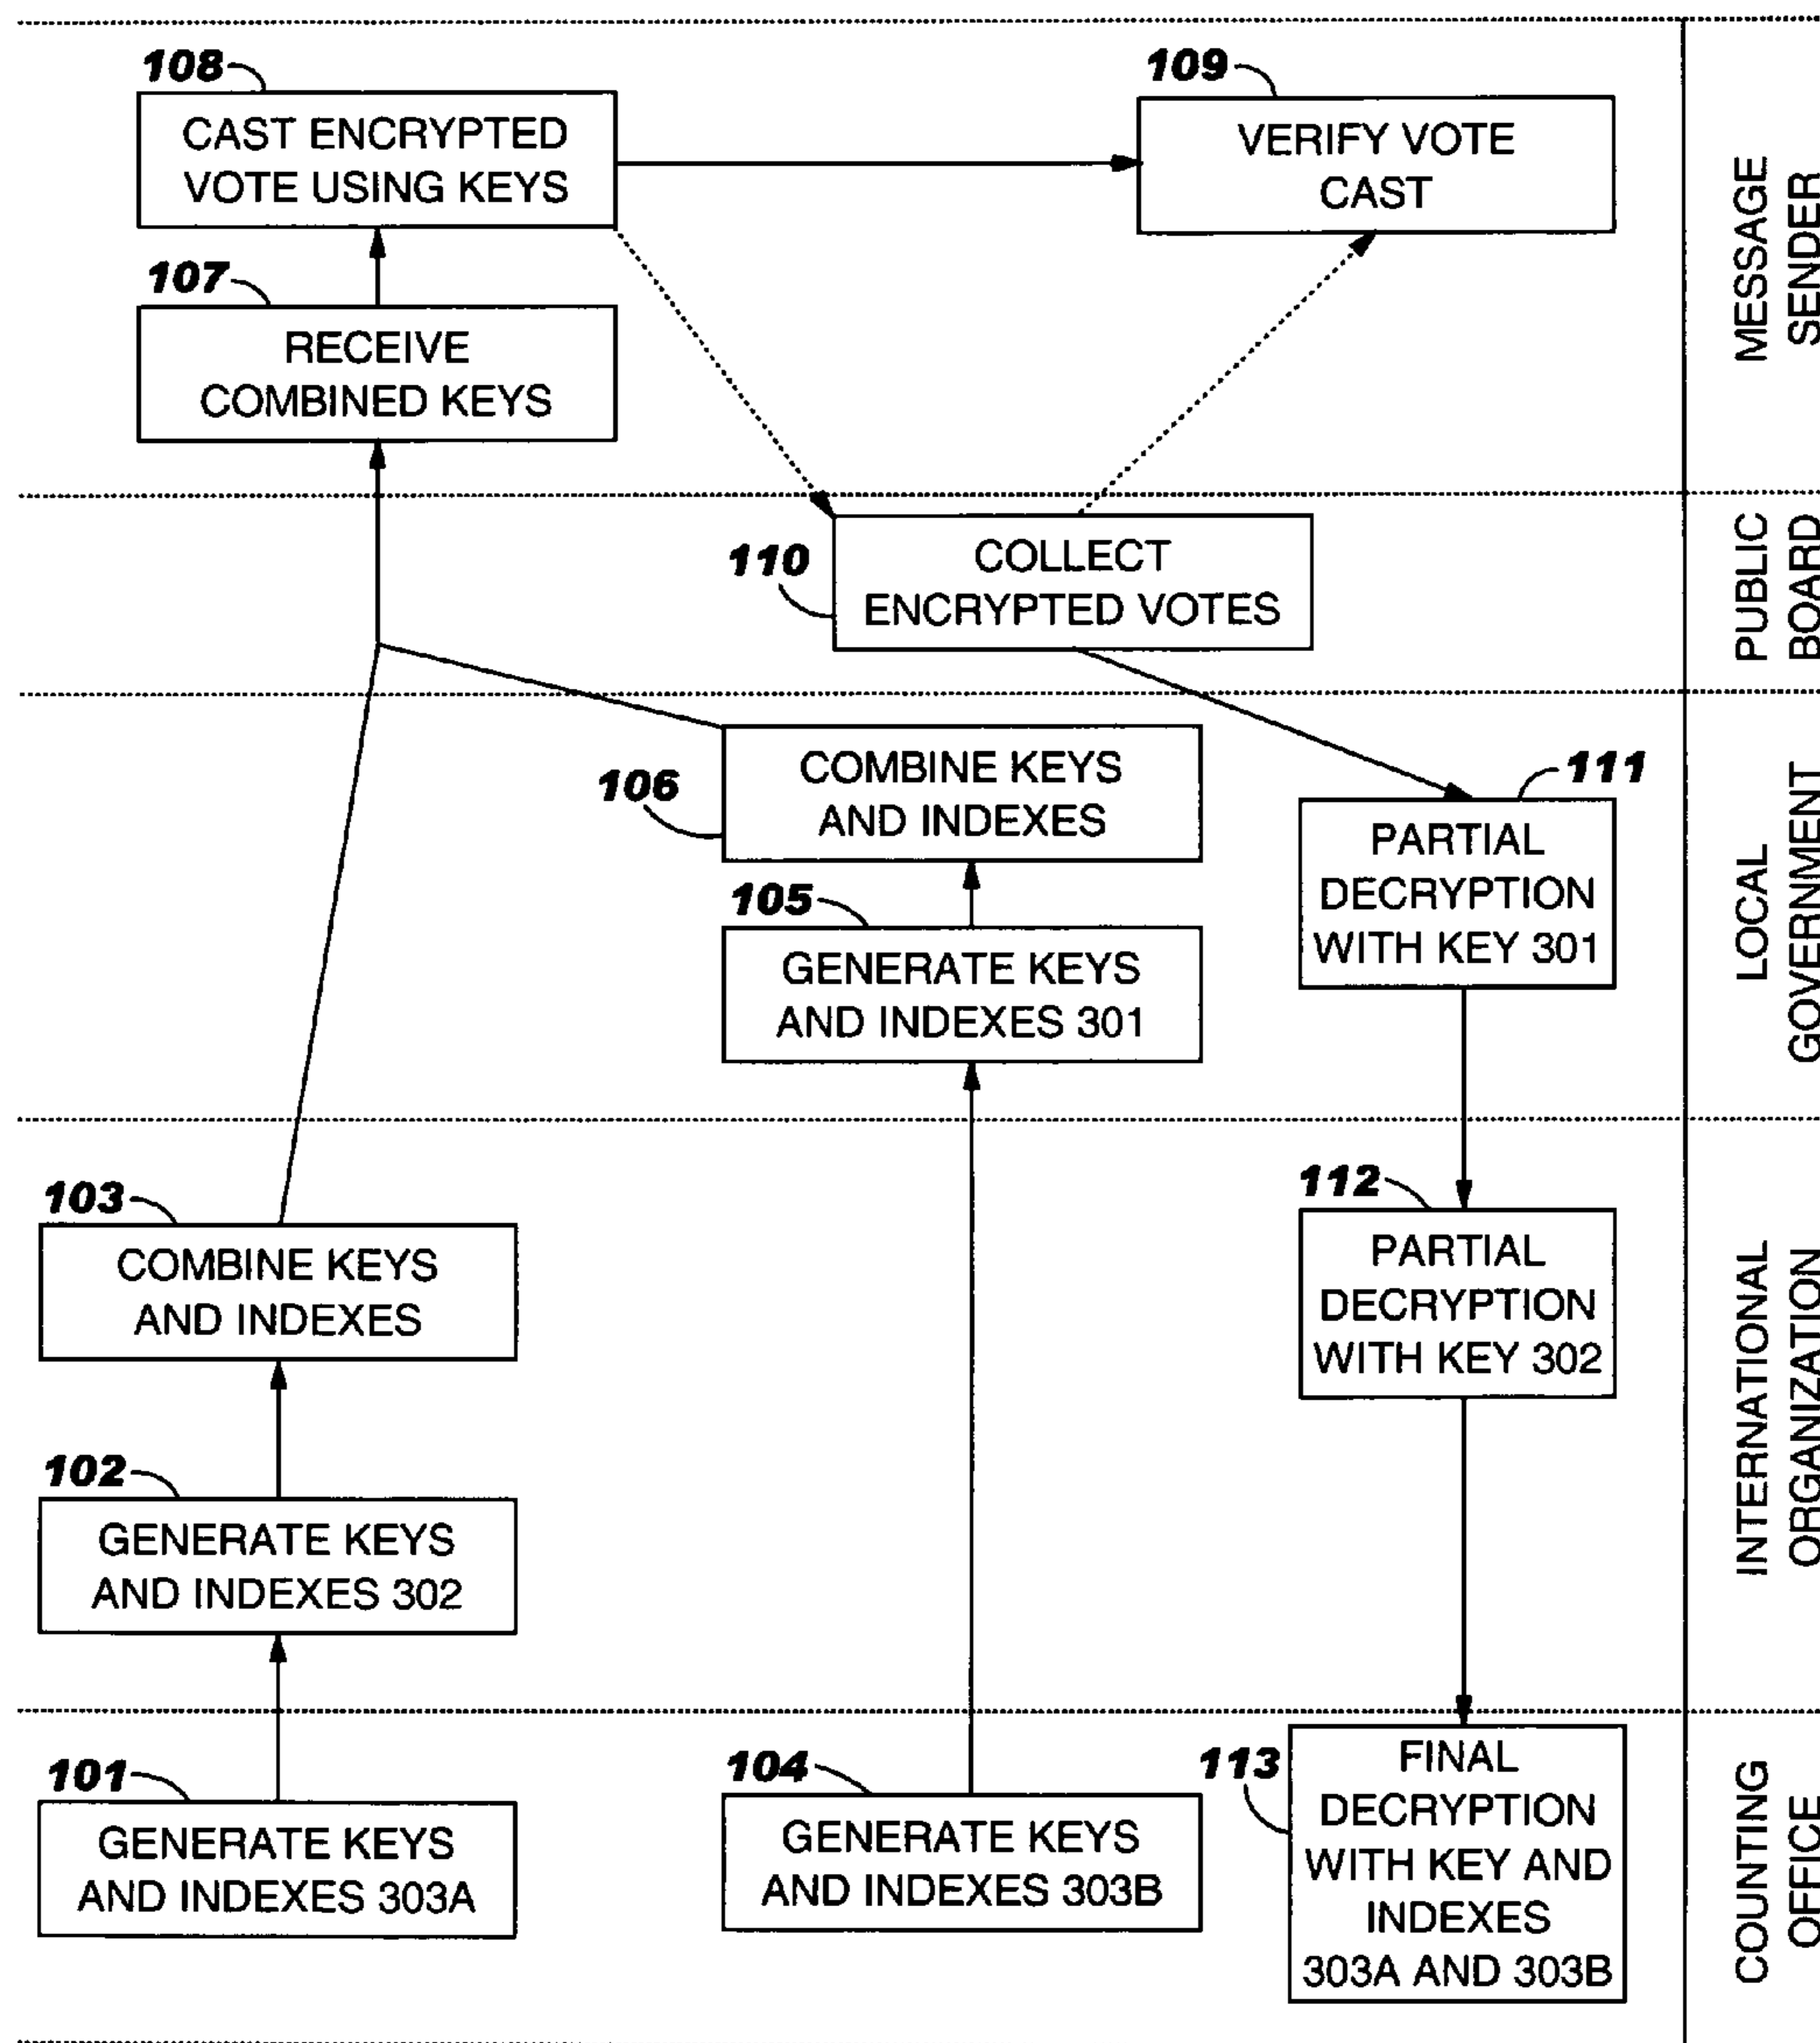 108
CAST ENCRYPTED
VOTE USING KEYS
109
VERIFY VOTE
CAST
107
RECEIVE
COMBINED KEYS
MESSAGE
SENDER
110
COLLECT
ENCRYPTED VOTES
PUBLIC
BOARD
106
COMBINE KEYS
AND INDEXES
111
PARTIAL
DECRYPTION
WITH KEY 301
105
GENERATE KEYS
AND INDEXES 301
LOCAL
GOVERNMENT
103
COMBINE KEYS
AND INDEXES
112
PARTIAL
DECRYPTION
WITH KEY 302
102
GENERATE KEYS
AND INDEXES 302
INTERNATIONAL
ORGANIZATION
101
GENERATE KEYS
AND INDEXES 303A
104
GENERATE KEYS
AND INDEXES 303B
113
FINAL
DECRYPTION
WITH KEY AND
INDEXES
303A AND 303B
COUNTING
OFFICE